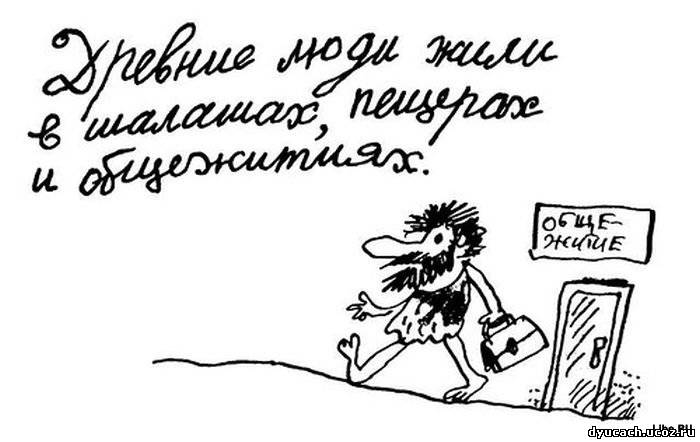 Древние люди жили
в шалашах, пещерах
и общежитиях.
ОБЩЕ-
ЖИТИЕ
dyucach.ucoz.ru